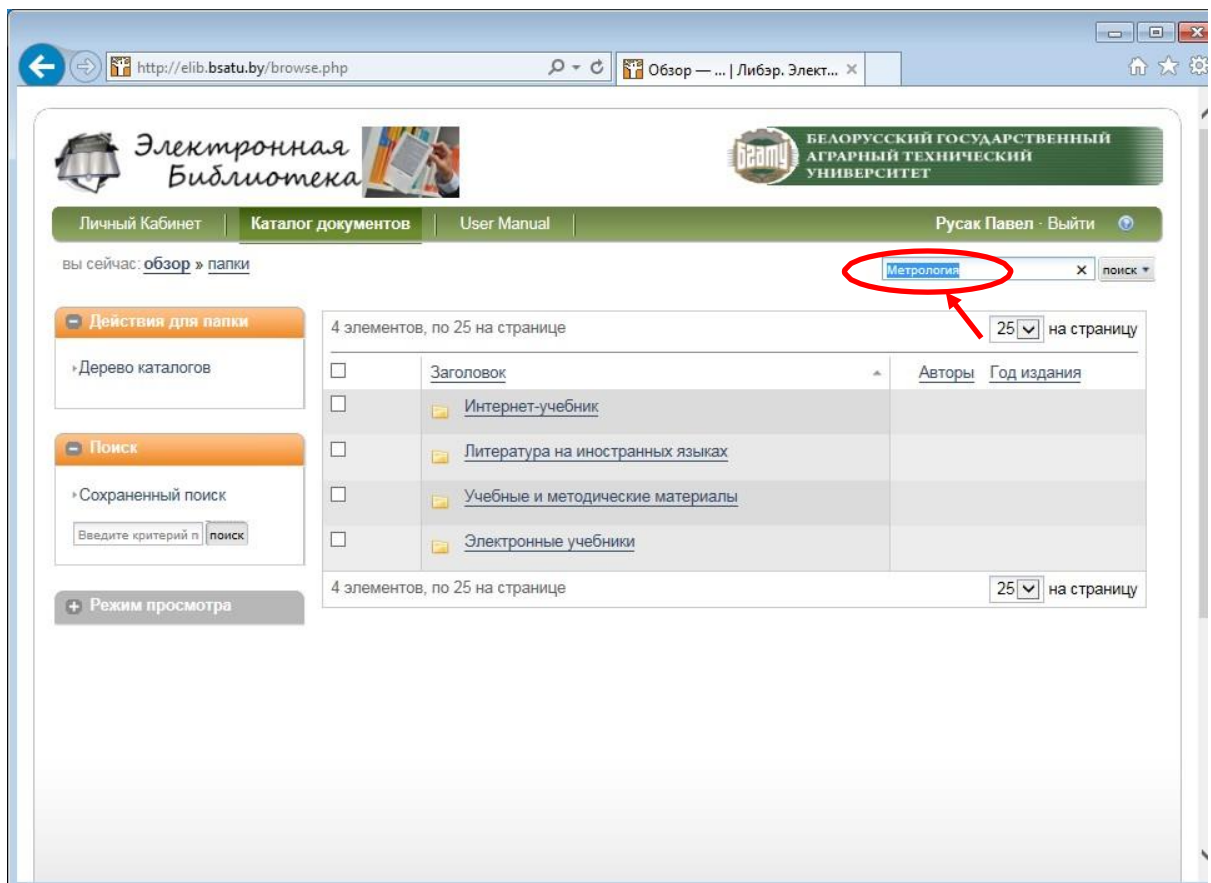 http://elib.bsatu.by/browse.php
Обзор — ... | Либэр. Элект...
Электронная
Библиотека
БГАТУ
БЕЛОРУССКИЙ ГОСУДАРСТВЕННЫЙ
АГРАРНЫЙ ТЕХНИЧЕСКИЙ
УНИВЕРСИТЕТ
Личный Кабинет Каталог документов User Manual Русак Павел · Выйти ?
вы сейчас: обзор » папки
Метрология x поиск
Действия для папки
Дерево каталогов
Поиск
Сохраненный поиск
Введите критерий п поиск
Режим просмотра
4 элементов, по 25 на странице 25 на страницу
Заголовок Авторы Год издания
Интернет-учебник
Литература на иностранных языках
Учебные и методические материалы
Электронные учебники
4 элементов, по 25 на странице 25 на страницу